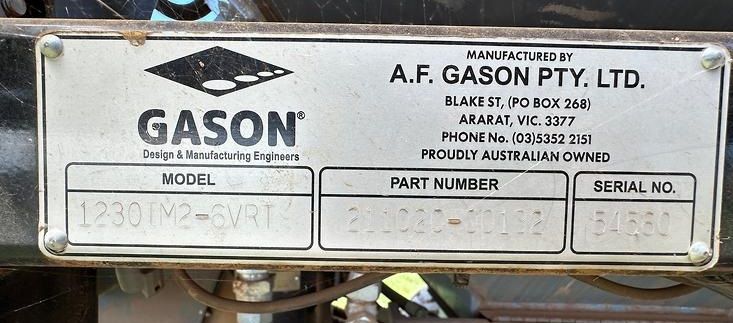 GASON®
Design & Manufacturing Engineers
MANUFACTURED BY
A.F. GASON PTY. LTD.
BLAKE ST, (PO BOX 268)
ARARAT, VIC. 3377
PHONE No. (03)5352 2151
PROUDLY AUSTRALIAN OWNED
MODEL
1230TM2-6VRT
PART NUMBER
SERIAL NO.
54560